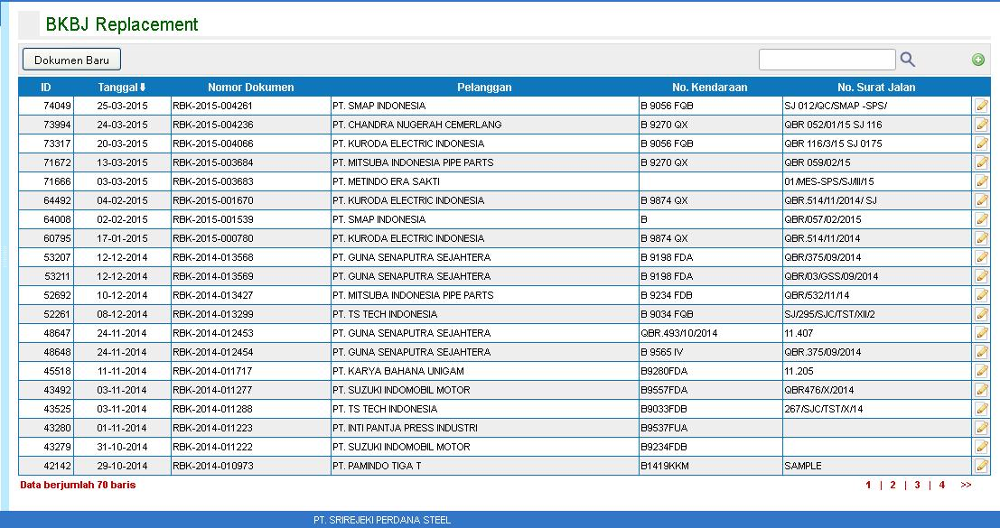 BKBJ Replacement
Dokumen Baru
ID Tanggal Nomor Dokumen Pelanggan No. Kendaraan No. Surat Jalan
74049 25-03-2015 RBK-2015-004261 PT. SMAP INDONESIA B 9056 FQB SJ 012/QC/SMAP -SPS/
73994 24-03-2015 RBK-2015-004236 PT. CHANDRA NUGERAH CEMERLANG B 9270 QX QBR 052/01/15 SJ 116
73317 20-03-2015 RBK-2015-004066 PT. KURODA ELECTRIC INDONESIA B 9056 FQB QBR 116/3/15 SJ 0175
71672 13-03-2015 RBK-2015-003684 PT. MITSUBA INDONESIA PIPE PARTS B 9270 QX QBR 059/02/15
71666 03-03-2015 RBK-2015-003683 PT. METINDO ERA SAKTI 01/MES-SPS/SJ/III/15
64492 04-02-2015 RBK-2015-001670 PT. KURODA ELECTRIC INDONESIA B 9874 QX QBR.514/11/2014/ SJ
64008 02-02-2015 RBK-2015-001539 PT. SMAP INDONESIA B QBR/057/02/2015
60795 17-01-2015 RBK-2015-000780 PT. KURODA ELECTRIC INDONESIA B 9874 QX QBR.514/11/2014
53207 12-12-2014 RBK-2014-013568 PT. GUNA SENAPUTRA SEJAHTERA B 9198 FDA QBR/375/09/2014
53211 12-12-2014 RBK-2014-013569 PT. GUNA SENAPUTRA SEJAHTERA B 9198 FDA QBR/03/GSS/09/2014
52692 10-12-2014 RBK-2014-013427 PT. MITSUBA INDONESIA PIPE PARTS B 9234 FDB QBR/532/11/14
52261 08-12-2014 RBK-2014-013299 PT. TS TECH INDONESIA B 9034 FQB SJ/295/SJC/TST/XII/2
48647 24-11-2014 RBK-2014-012453 PT. GUNA SENAPUTRA SEJAHTERA QBR.493/10/2014 11.407
48648 24-11-2014 RBK-2014-012454 PT. GUNA SENAPUTRA SEJAHTERA B 9565 IV QBR.375/09/2014
45518 11-11-2014 RBK-2014-011717 PT. KARYA BAHANA UNIGAM B9280FDA 11.205
43492 03-11-2014 RBK-2014-011277 PT. SUZUKI INDOMOBIL MOTOR B9557FDA QBR476/X/2014
43525 03-11-2014 RBK-2014-011288 PT. TS TECH INDONESIA B9033FDB 267/SJC/TST/X/14
43280 01-11-2014 RBK-2014-011223 PT. INTI PANTJA PRESS INDUSTRI B9537FUA
43279 31-10-2014 RBK-2014-011222 PT. SUZUKI INDOMOBIL MOTOR B9234FDB
42142 29-10-2014 RBK-2014-010973 PT. PAMINDO TIGA T B1419KKM SAMPLE
Data berjumlah 70 baris 1 | 2 | 3 | 4 >>
PT. SRIREJEKI PERDANA STEEL